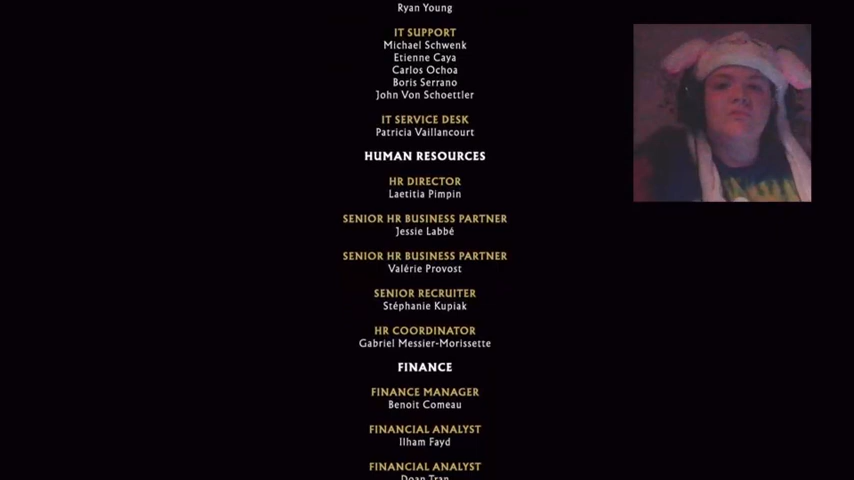 Ryan Young
IT SUPPORT
Michael Schwenk
Etienne Caya
Carlos Ochoa
Boris Serrano
John Von Schoettler
IT SERVICE DESK
Patricia Vaillancourt
HUMAN RESOURCES
HR DIRECTOR
Laetitia Pimpin
SENIOR HR BUSINESS PARTNER
Jessie Labbé
SENIOR HR BUSINESS PARTNER
Valérie Provost
SENIOR RECRUITER
Stéphanie Kupiak
HR COORDINATOR
Gabriel Messier-Morissette
FINANCE
FINANCE MANAGER
Benoit Comeau
FINANCIAL ANALYST
Ilham Fayd
FINANCIAL ANALYST
Doan Tran